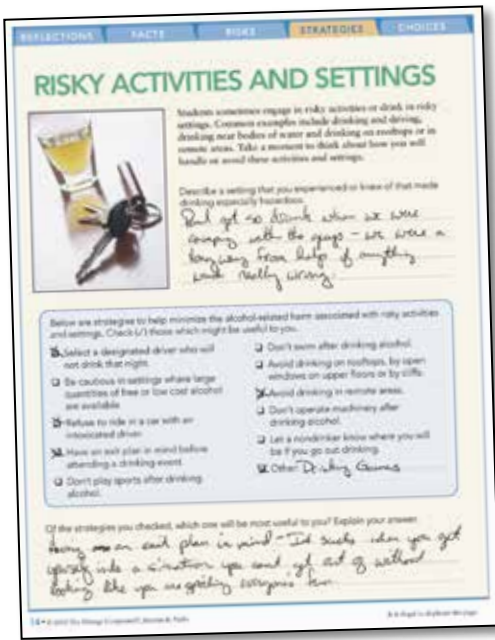 REFLECTIONS FACTS RISKS STRATEGIES CHOICES
RISKY ACTIVITIES AND SETTINGS
Students sometimes engage in risky activities or drink in risky
settings. Common examples include drinking and driving,
drinking near bodies of water and drinking on rooftops or in
remote areas. Take a moment to think about how you will
handle or avoid these activities and settings.
Describe a setting that you experienced or knew of that made
drinking especially hazardous.
got so drunk when we were
camping with the guys - we were a
long way from help if anything
went really wrong.
Below are strategies to help minimize the alcohol-related harm associated with risky activities
and settings. Check (✓) those which might be useful to you.
Select a designated driver who will
not drink that night.
Be cautious in settings where large
quantities of free or low cost alcohol
are available.
Refuse to ride in a car with an
intoxicated driver.
Have an exit plan in mind before
attending a drinking event.
Don't play sports after drinking
alcohol.
Don't swim after drinking alcohol.
Avoid drinking on rooftops, by open
windows on upper floors or by cliffs.
Avoid drinking in remote areas.
Don't operate machinery after
drinking alcohol.
Let a nondrinker know where you will
be if you go out drinking.
Other Drinking Games
Of the strategies you checked, which one will be most useful to you? Explain your answer.
Having an exit plan in mind - It sucks when you get
yourself into a situation you can't get out of without
looking like you are spoiling everyone's fun.
14 •
It is illegal to duplicate this page.